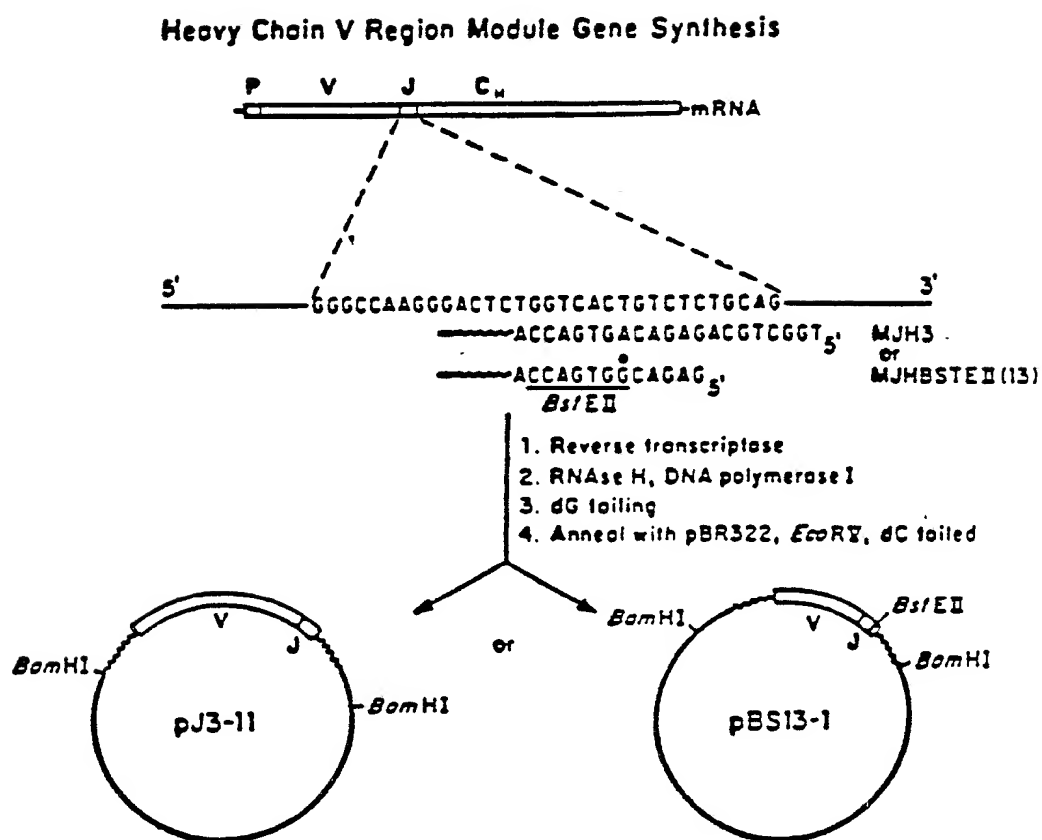 Heavy Chain V Region Module Gene Synthesis
P V J CH
mRNA
5' GGGCCAAGGGACTCTGGTCACTGTCTCTGCAG 3'
ACCAGTGACAGAGACGTCGGT5' MJH3
or
ACCAGTGGCAGAG5' MJHBSTEII(13)
BstEII
1. Reverse transcriptase
2. RNAse H, DNA polymerase I
3. dG tailing
4. Anneal with pBR322, EcoRV, dC tailed
V J BamHI BamHI
pJ3-11
or
BamHI V J BstEII BamHI
pBS13-1